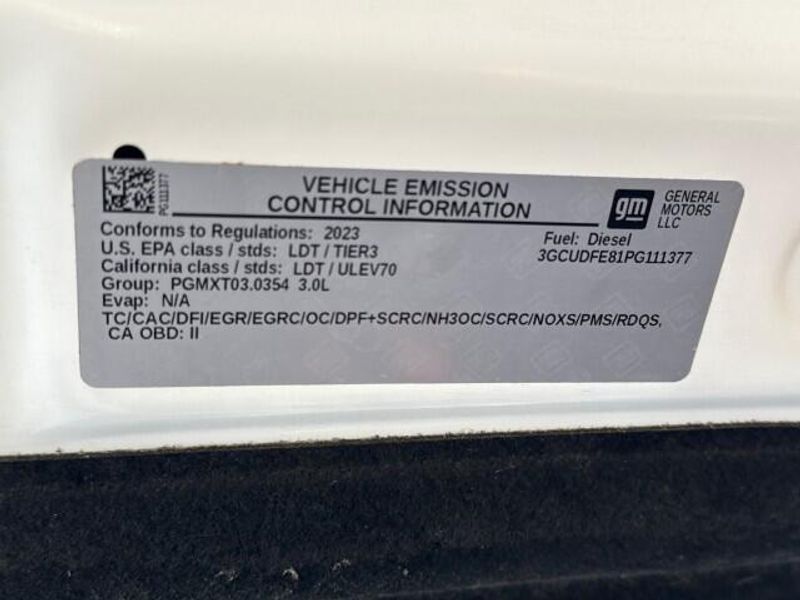 PG111377
VEHICLE EMISSION
CONTROL INFORMATION
gm
GENERAL
MOTORS
LLC
Conforms to Regulations: 2023
U.S. EPA class / stds: LDT / TIER3
California class / stds: LDT / ULEV70
Group: PGMXT03.0354 3.0L
Evap: N/A
Fuel: Diesel
3GCUDFE81PG111377
TC/CAC/DFI/EGR/EGRC/OC/DPF+SCRC/NH3OC/SCRC/NOXS/PMS/RDQS,
CA OBD: II